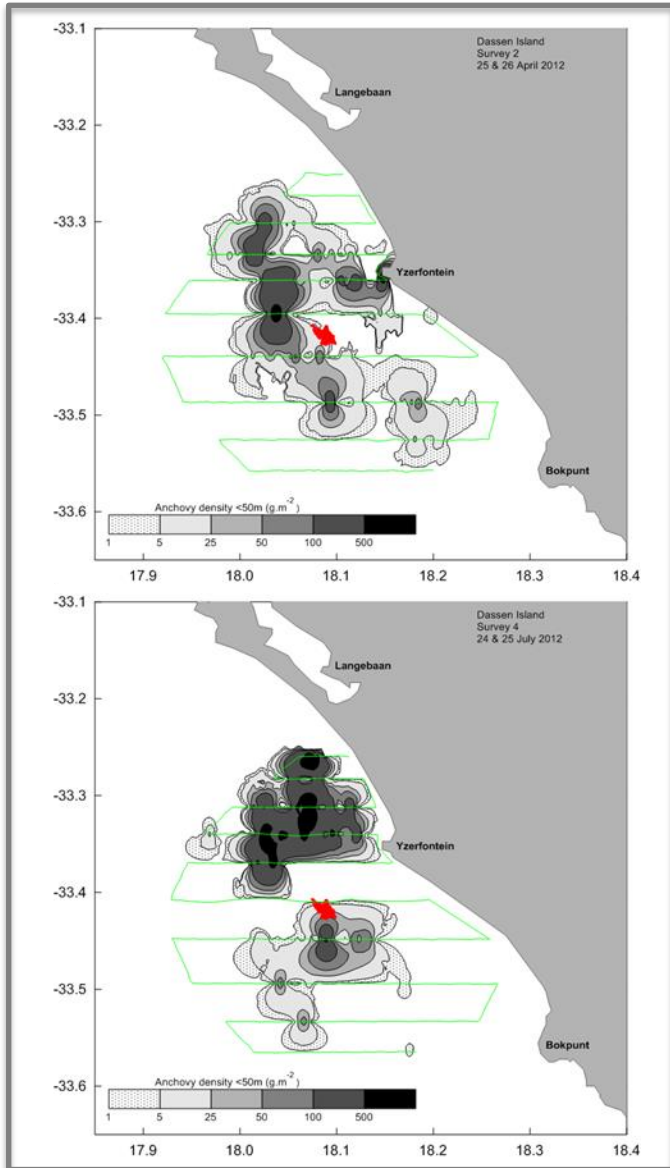 -33.1
Dassen Island
Survey 2
25 & 26 April 2012
Langebaan
-33.2
-33.3
Yzerfontein
-33.4
-33.5
Bokpunt
-33.6
Anchovy density <50m (g.m-2)
1 5 25 50 100 500
17.9 18.0 18.1 18.2 18.3 18.4
-33.1
Dassen Island
Survey 4
24 & 25 July 2012
Langebaan
-33.2
-33.3
Yzerfontein
-33.4
-33.5
Bokpunt
-33.6
Anchovy density <50m (g.m-2)
1 5 25 50 100 500
17.9 18.0 18.1 18.2 18.3 18.4